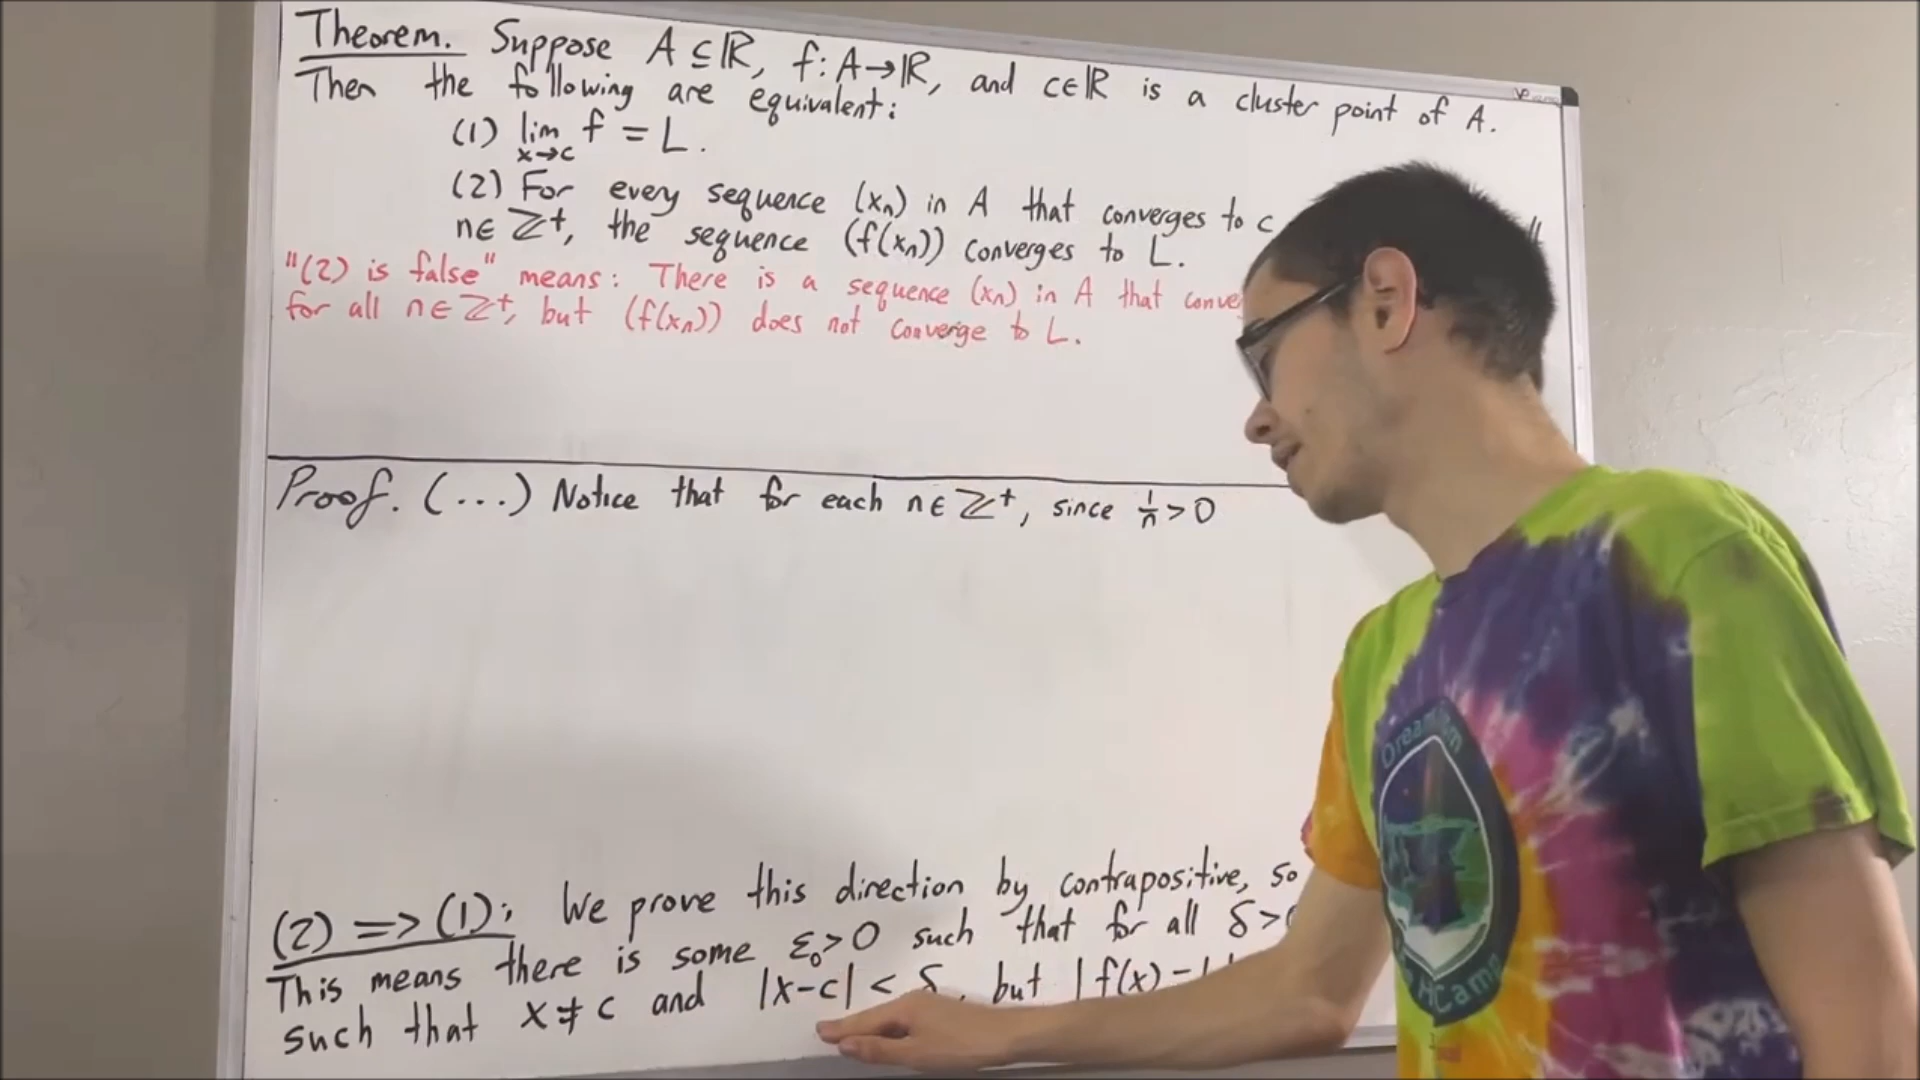 Theorem. Suppose A ⊆ ℝ, f: A→ℝ, and c∈ℝ is a cluster point of A.
Then the following are equivalent:
(1) lim x→c f = L.
(2) For every sequence (xₙ) in A that converges to c
n∈ ℤ⁺, the sequence (f(xₙ)) converges to L.
"(2) is false" means: There is a sequence (xₙ) in A that
for all n∈ℤ⁺, but (f(xₙ)) does not converge to L.
Proof. (...) Notice that for each n∈ℤ⁺, since 1/n > 0
(2) => (1): We prove this direction by contrapositive, so
This means there is some ε₀>0 such that for all δ>
such that x≠c and |x-c| < δ, but |f(x)-